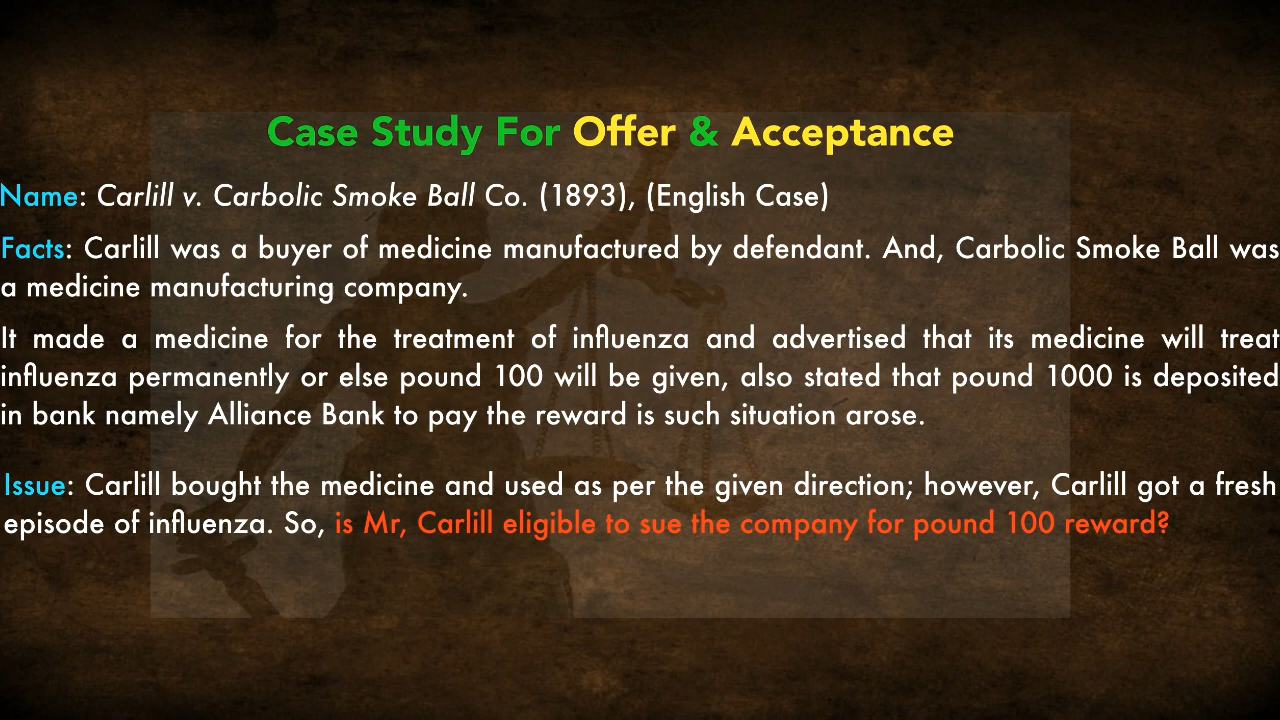 Case Study For Offer & Acceptance
Name: Carlill v. Carbolic Smoke Ball Co. (1893), (English Case)
Facts: Carlill was a buyer of medicine manufactured by defendant. And, Carbolic Smoke Ball was
a medicine manufacturing company.
It made a medicine for the treatment of influenza and advertised that its medicine will treat
influenza permanently or else pound 100 will be given, also stated that pound 1000 is deposited
in bank namely Alliance Bank to pay the reward is such situation arose.
Issue: Carlill bought the medicine and used as per the given direction; however, Carlill got a fresh
episode of influenza. So, is Mr, Carlill eligible to sue the company for pound 100 reward?